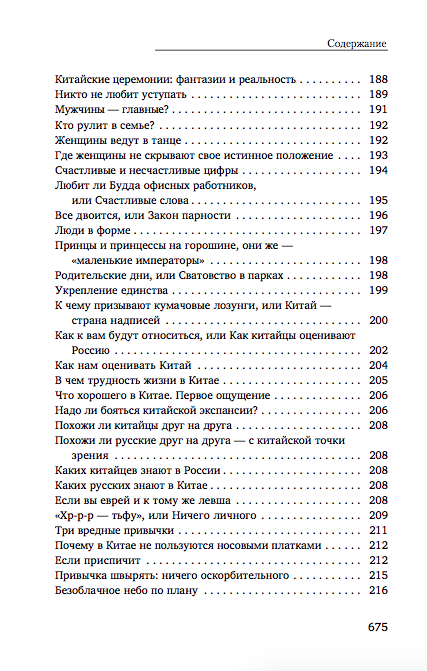 Содержание
Китайские церемонии: фантазии и реальность . . . . . . . . . . 188
Никто не любит уступать . . . . . . . . . . . . . . . . . . . . . . . . . . 189
Мужчины — главные? . . . . . . . . . . . . . . . . . . . . . . . . . . . . 191
Кто рулит в семье? . . . . . . . . . . . . . . . . . . . . . . . . . . . . . . 192
Женщины ведут в танце . . . . . . . . . . . . . . . . . . . . . . . . . . . 192
Где женщины не скрывают свое истинное положение . . . . 193
Счастливые и несчастливые цифры . . . . . . . . . . . . . . . . . . 194
Любит ли Будда офисных работников,
или Счастливые слова . . . . . . . . . . . . . . . . . . . . . . . . . . 195
Все двоится, или Закон парности . . . . . . . . . . . . . . . . . . . . 196
Люди в форме . . . . . . . . . . . . . . . . . . . . . . . . . . . . . . . . . . 197
Принцы и принцессы на горошине, они же —
«маленькие императоры» . . . . . . . . . . . . . . . . . . . . . . . 198
Родительские дни, или Сватовство в парках . . . . . . . . . . . 198
Укрепление единства . . . . . . . . . . . . . . . . . . . . . . . . . . . . . 199
К чему призывают кумачовые лозунги, или Китай —
страна надписей . . . . . . . . . . . . . . . . . . . . . . . . . . . . . . 200
Как к вам будут относиться, или Как китайцы оценивают
Россию . . . . . . . . . . . . . . . . . . . . . . . . . . . . . . . . . . . . . 202
Как нам оценивать Китай . . . . . . . . . . . . . . . . . . . . . . . . . 204
В чем трудность жизни в Китае . . . . . . . . . . . . . . . . . . . . . 205
Что хорошего в Китае. Первое ощущение . . . . . . . . . . . . . 206
Надо ли бояться китайской экспансии? . . . . . . . . . . . . . . . 206
Похожи ли китайцы друг на друга . . . . . . . . . . . . . . . . . . . 208
Похожи ли русские друг на друга — с китайской точки
зрения . . . . . . . . . . . . . . . . . . . . . . . . . . . . . . . . . . . . . 208
Каких китайцев знают в России . . . . . . . . . . . . . . . . . . . . . 208
Каких русских знают в Китае . . . . . . . . . . . . . . . . . . . . . . . 208
Если вы еврей и к тому же левша . . . . . . . . . . . . . . . . . . . . 208
«Хр-р-р — тьфу», или Ничего личного . . . . . . . . . . . . . . . . 209
Три вредные привычки . . . . . . . . . . . . . . . . . . . . . . . . . . . . 211
Почему в Китае не пользуются носовыми платками . . . . . . 212
Если приспичит . . . . . . . . . . . . . . . . . . . . . . . . . . . . . . . . . 212
Привычка швырять: ничего оскорбительного . . . . . . . . . . . 215
Безоблачное небо по плану . . . . . . . . . . . . . . . . . . . . . . . . 216
675